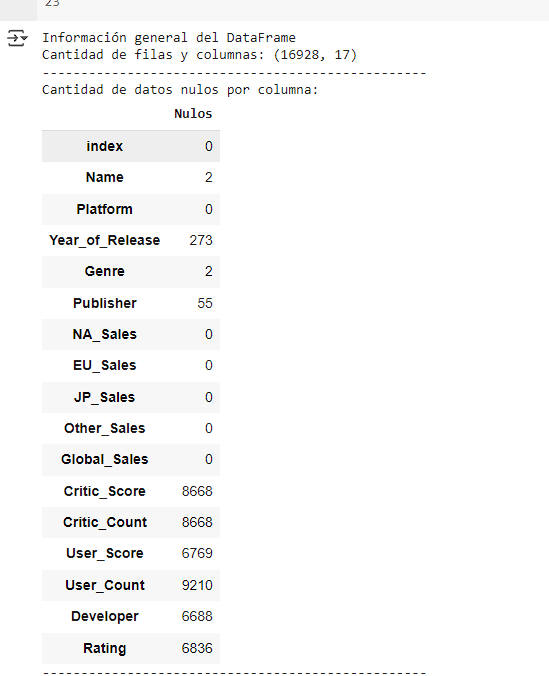 23
Información general del DataFrame
Cantidad de filas y columnas: (16928, 17)
-------------------------------------------------
Cantidad de datos nulos por columna:
Nulos
index 0
Name 2
Platform 0
Year_of_Release 273
Genre 2
Publisher 55
NA_Sales 0
EU_Sales 0
JP_Sales 0
Other_Sales 0
Global_Sales 0
Critic_Score 8668
Critic_Count 8668
User_Score 6769
User_Count 9210
Developer 6688
Rating 6836
-------------------------------------------------